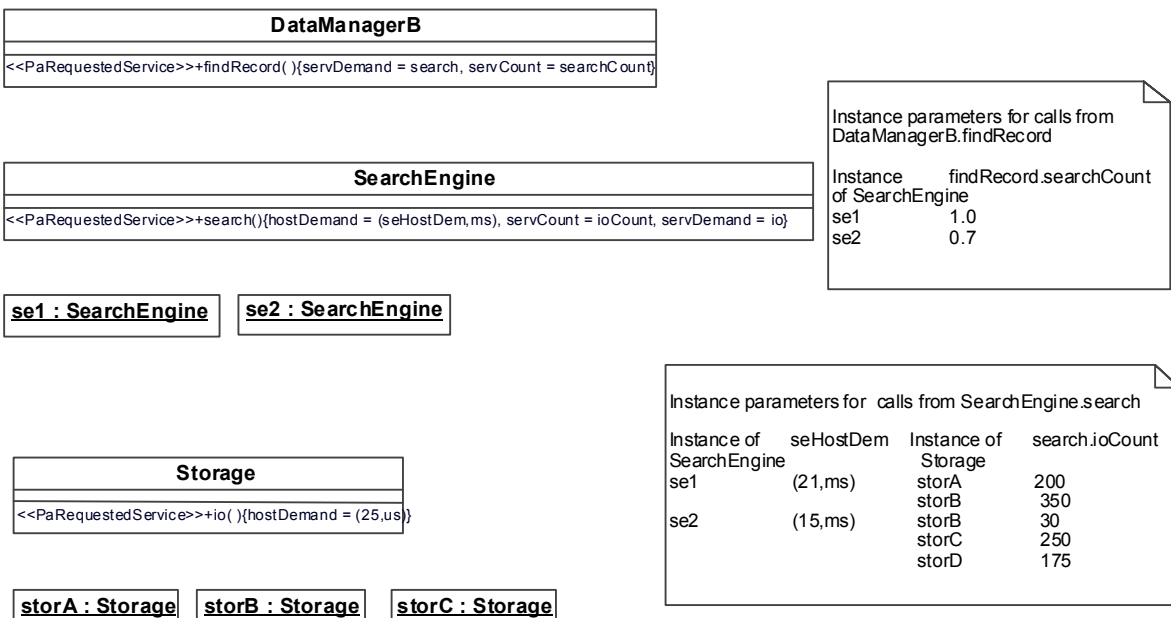 DataManagerB
<<PaRequestedService>>+findRecord( ){servDemand = search, servCount = searchCount}
Instance parameters for calls from
DataManagerB.findRecord
Instance findRecord.searchCount
of SearchEngine
se1 1.0
se2 0.7
SearchEngine
<<PaRequestedService>>+search(){hostDemand = (seHostDem,ms), servCount = ioCount, servDemand = io}
se1 : SearchEngine
se2 : SearchEngine
Instance parameters for calls from SearchEngine.search
Instance of seHostDem Instance of search.ioCount
SearchEngine Storage
se1 (21,ms) storA 200
storB 350
se2 (15,ms) storB 30
storC 250
storD 175
Storage
<<PaRequestedService>>+io( ){hostDemand = (25,us)}
storA : Storage
storB : Storage
storC : Storage